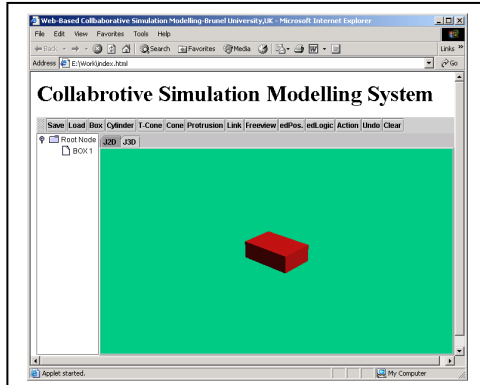 Web-Based Collbaborative Simulation Modelling-Brunel University,UK - Microsoft Internet Explorer
File Edit View Favorites Tools Help
Back Search Favorites Media Links »
Address E:\Work\index.html Go
Collabrotive Simulation Modelling System
Save Load Box Cylinder T-Cone Cone Protrusion Link Freeview edPos. edLogic Action Undo Clear
Root Node J2D J3D
BOX 1
Applet started. My Computer